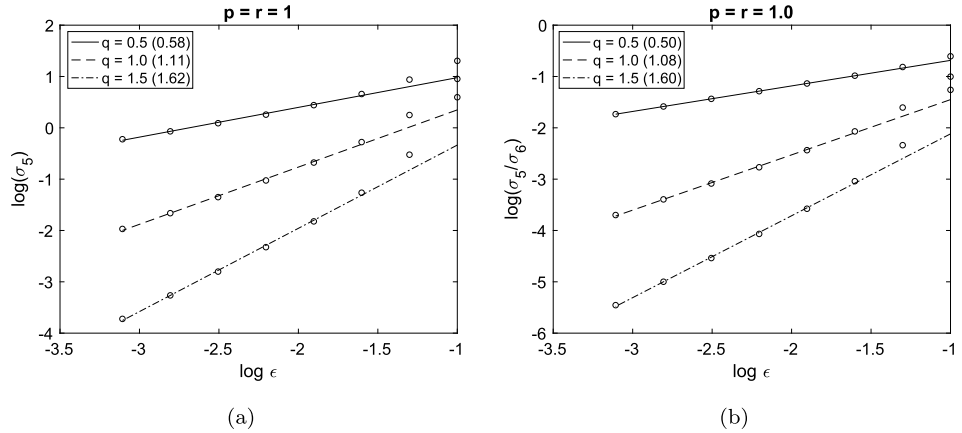 p = r = 1
q = 0.5 (0.58)
q = 1.0 (1.11)
q = 1.5 (1.62)
2
1
0
-1
-2
-3
-4
log(σ5)
-3.5 -3 -2.5 -2 -1.5 -1
log ϵ
(a)
p = r = 1.0
q = 0.5 (0.50)
q = 1.0 (1.08)
q = 1.5 (1.60)
-0
-1
-2
-3
-4
-5
-6
log(σ5/σ6)
-3.5 -3 -2.5 -2 -1.5 -1
log ϵ
(b)